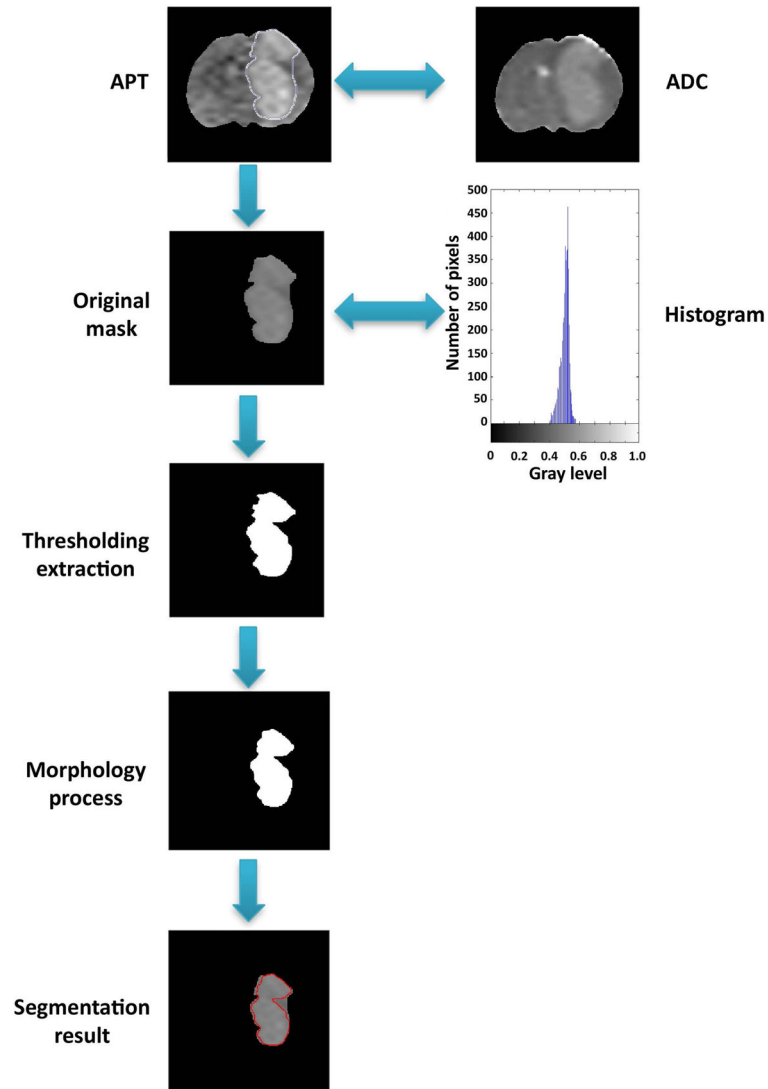 APT
ADC
Original
mask
Number of pixels
500
450
400
350
300
250
200
150
100
50
0
0 0.2 0.4 0.6 0.8 1.0
Gray level
Histogram
Thresholding
extraction
Morphology
process
Segmentation
result